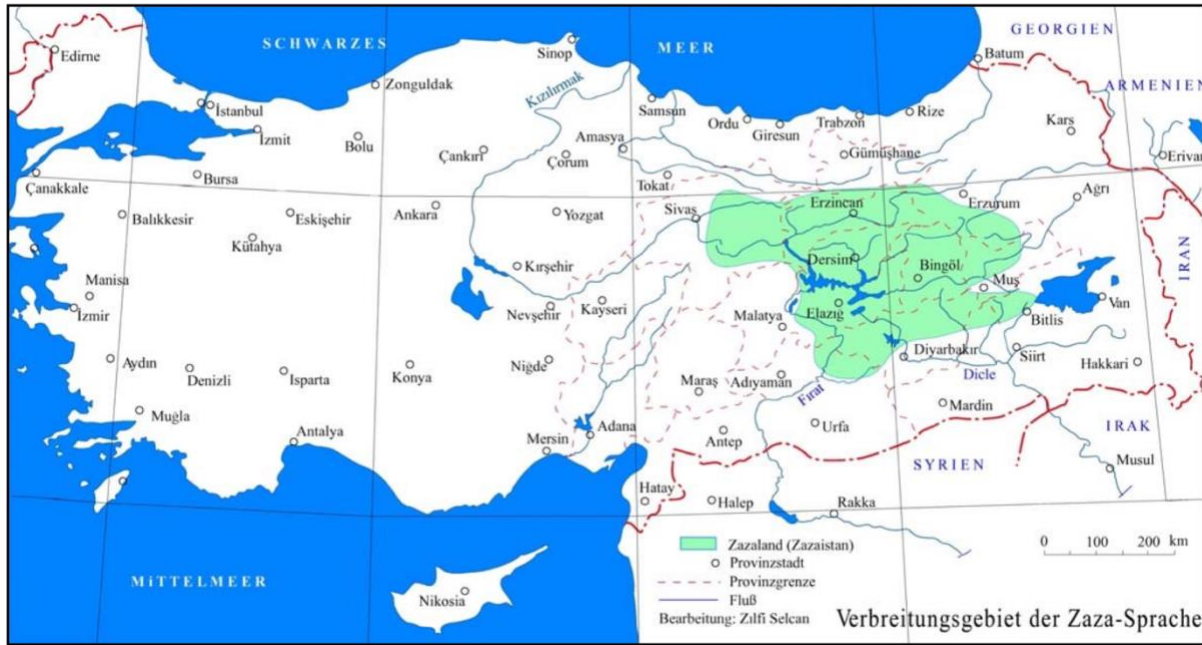 SCHWARZES MEER
GEORGIEN
ARMENIEN
IRAN
IRAK
SYRIEN
MiTTELMEER
Edirne
İstanbul
İzmit
Zonguldak
Bolu
Sinop
Kızılırmak
Samsun
Ordu
Giresun
Trabzon
Rize
Batum
Kars
Erivan
Çanakkale
Bursa
Çankırı
Çorum
Amasya
Tokat
Gümüşhane
Balıkkesir
Eskişehir
Kütahya
Ankara
Yozgat
Sivas
Erzincan
Erzurum
Ağrı
Manisa
İzmir
Kırşehir
Nevşehir
Kayseri
Malatya
Dersim
Elazığ
Bingöl
Muş
Bitlis
Van
Aydın
Denizli
Isparta
Konya
Niğde
Maraş
Adıyaman
Diyarbakır
Siirt
Hakkari
Dicle
Fırat
Muğla
Antalya
Mersin
Adana
Antep
Urfa
Mardin
Musul
Hatay
Halep
Rakka
Nikosia
0 100 200 km
Zazaland (Zazaistan)
Provinzstadt
Provinzgrenze
Fluß
Bearbeitung: Zılfi Selcan
Verbreitungsgebiet der Zaza-Sprache